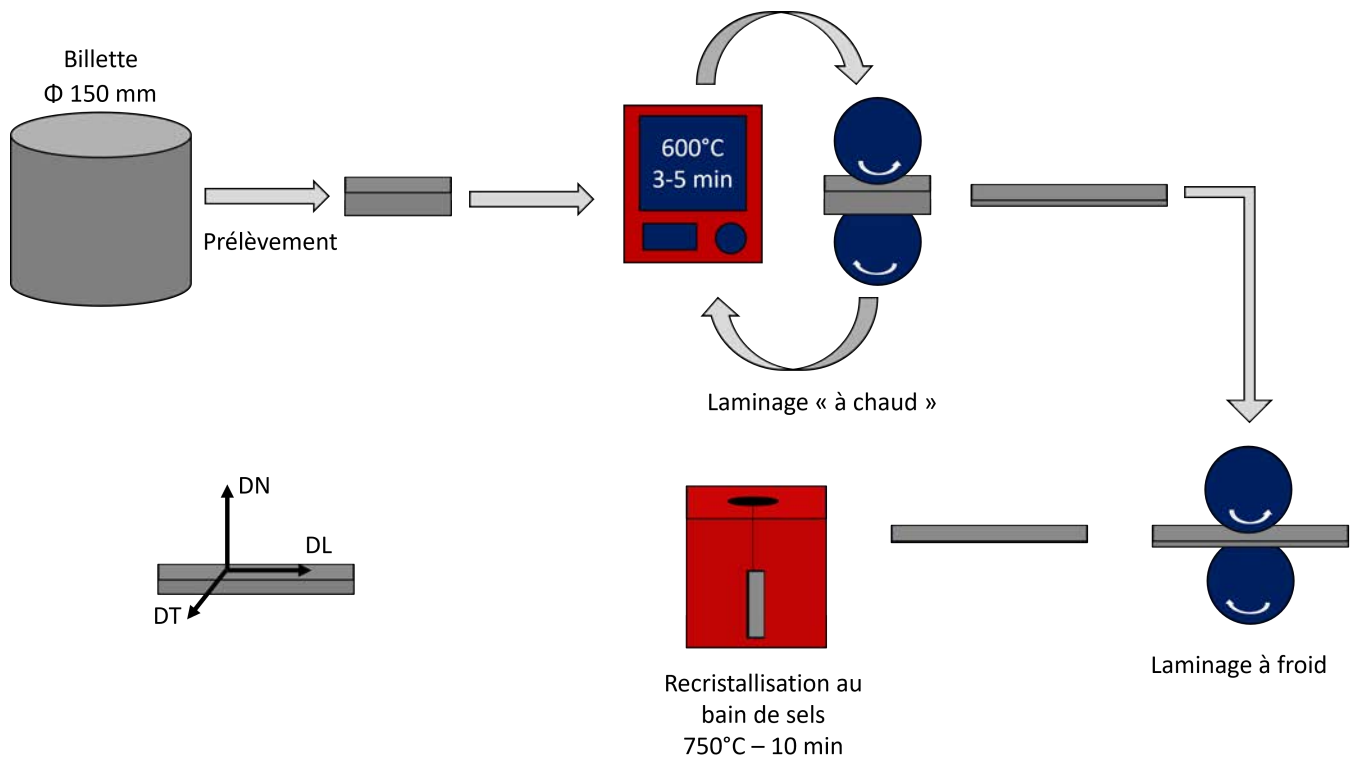 Billette
Φ 150 mm
Prélèvement
600°C
3-5 min
Laminage « à chaud »
DN
DL
DT
Recristallisation au
bain de sels
750°C – 10 min
Laminage à froid